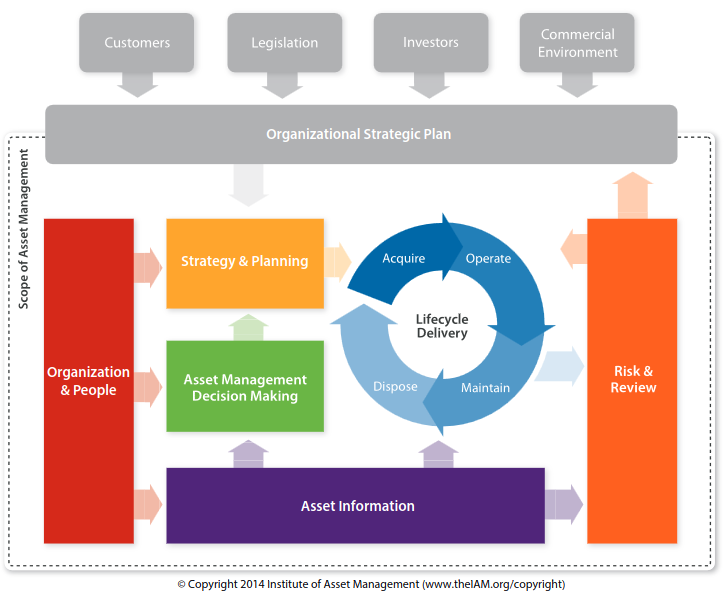 Customers
Legislation
Investors
Commercial
Environment
Organizational Strategic Plan
Scope of Asset Management
Strategy & Planning
Acquire
Operate
Lifecycle
Delivery
Organization
& People
Asset Management
Decision Making
Dispose
Maintain
Risk &
Review
Asset Information
© Copyright 2014 Institute of Asset Management (www.theIAM.org/copyright)